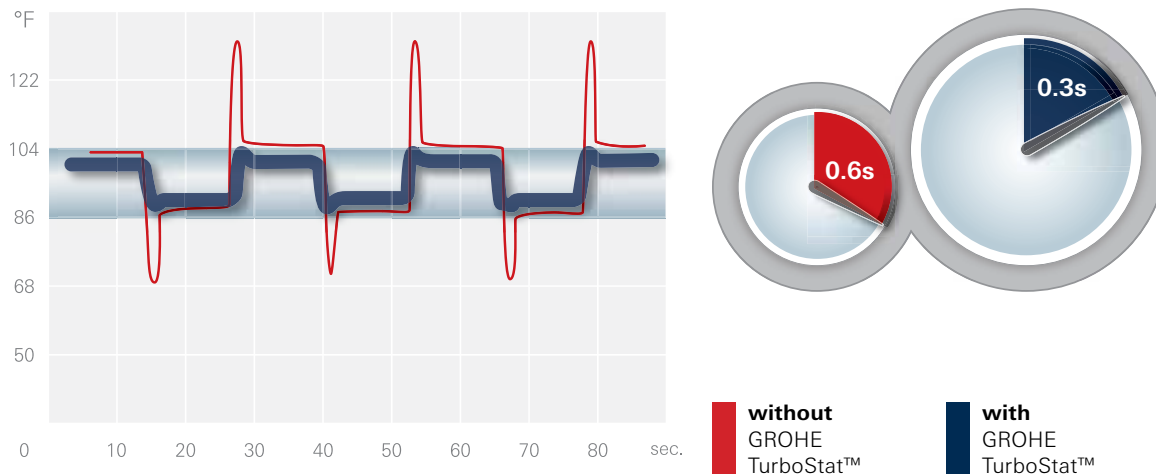 °F
122
104
86
68
50
0 10 20 30 40 50 60 70 80 sec.
0.6s
0.3s
without
GROHE
TurboStat™
with
GROHE
TurboStat™